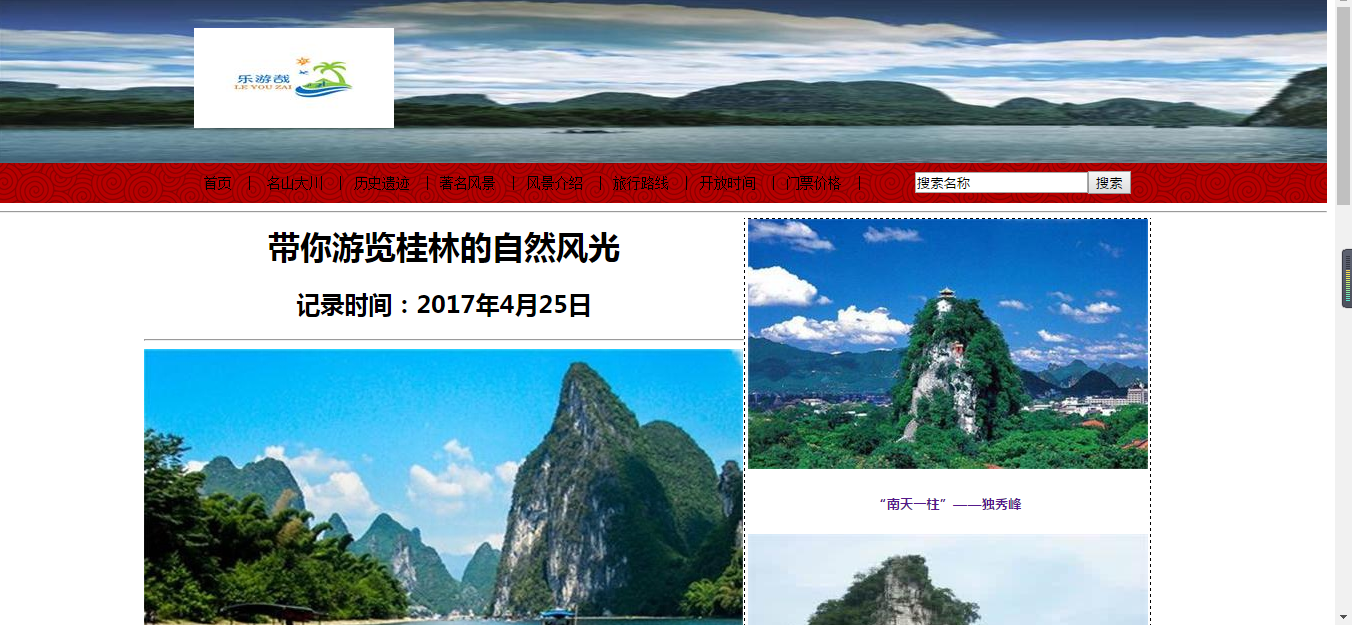 乐游哉
LE YOU ZAI
首页 | 名山大川 | 历史遗迹 | 著名风景 | 风景介绍 | 旅行路线 | 开放时间 | 门票价格 |
搜索名称 搜索
带你游览桂林的自然风光
记录时间：2017年4月25日
“南天一柱”——独秀峰